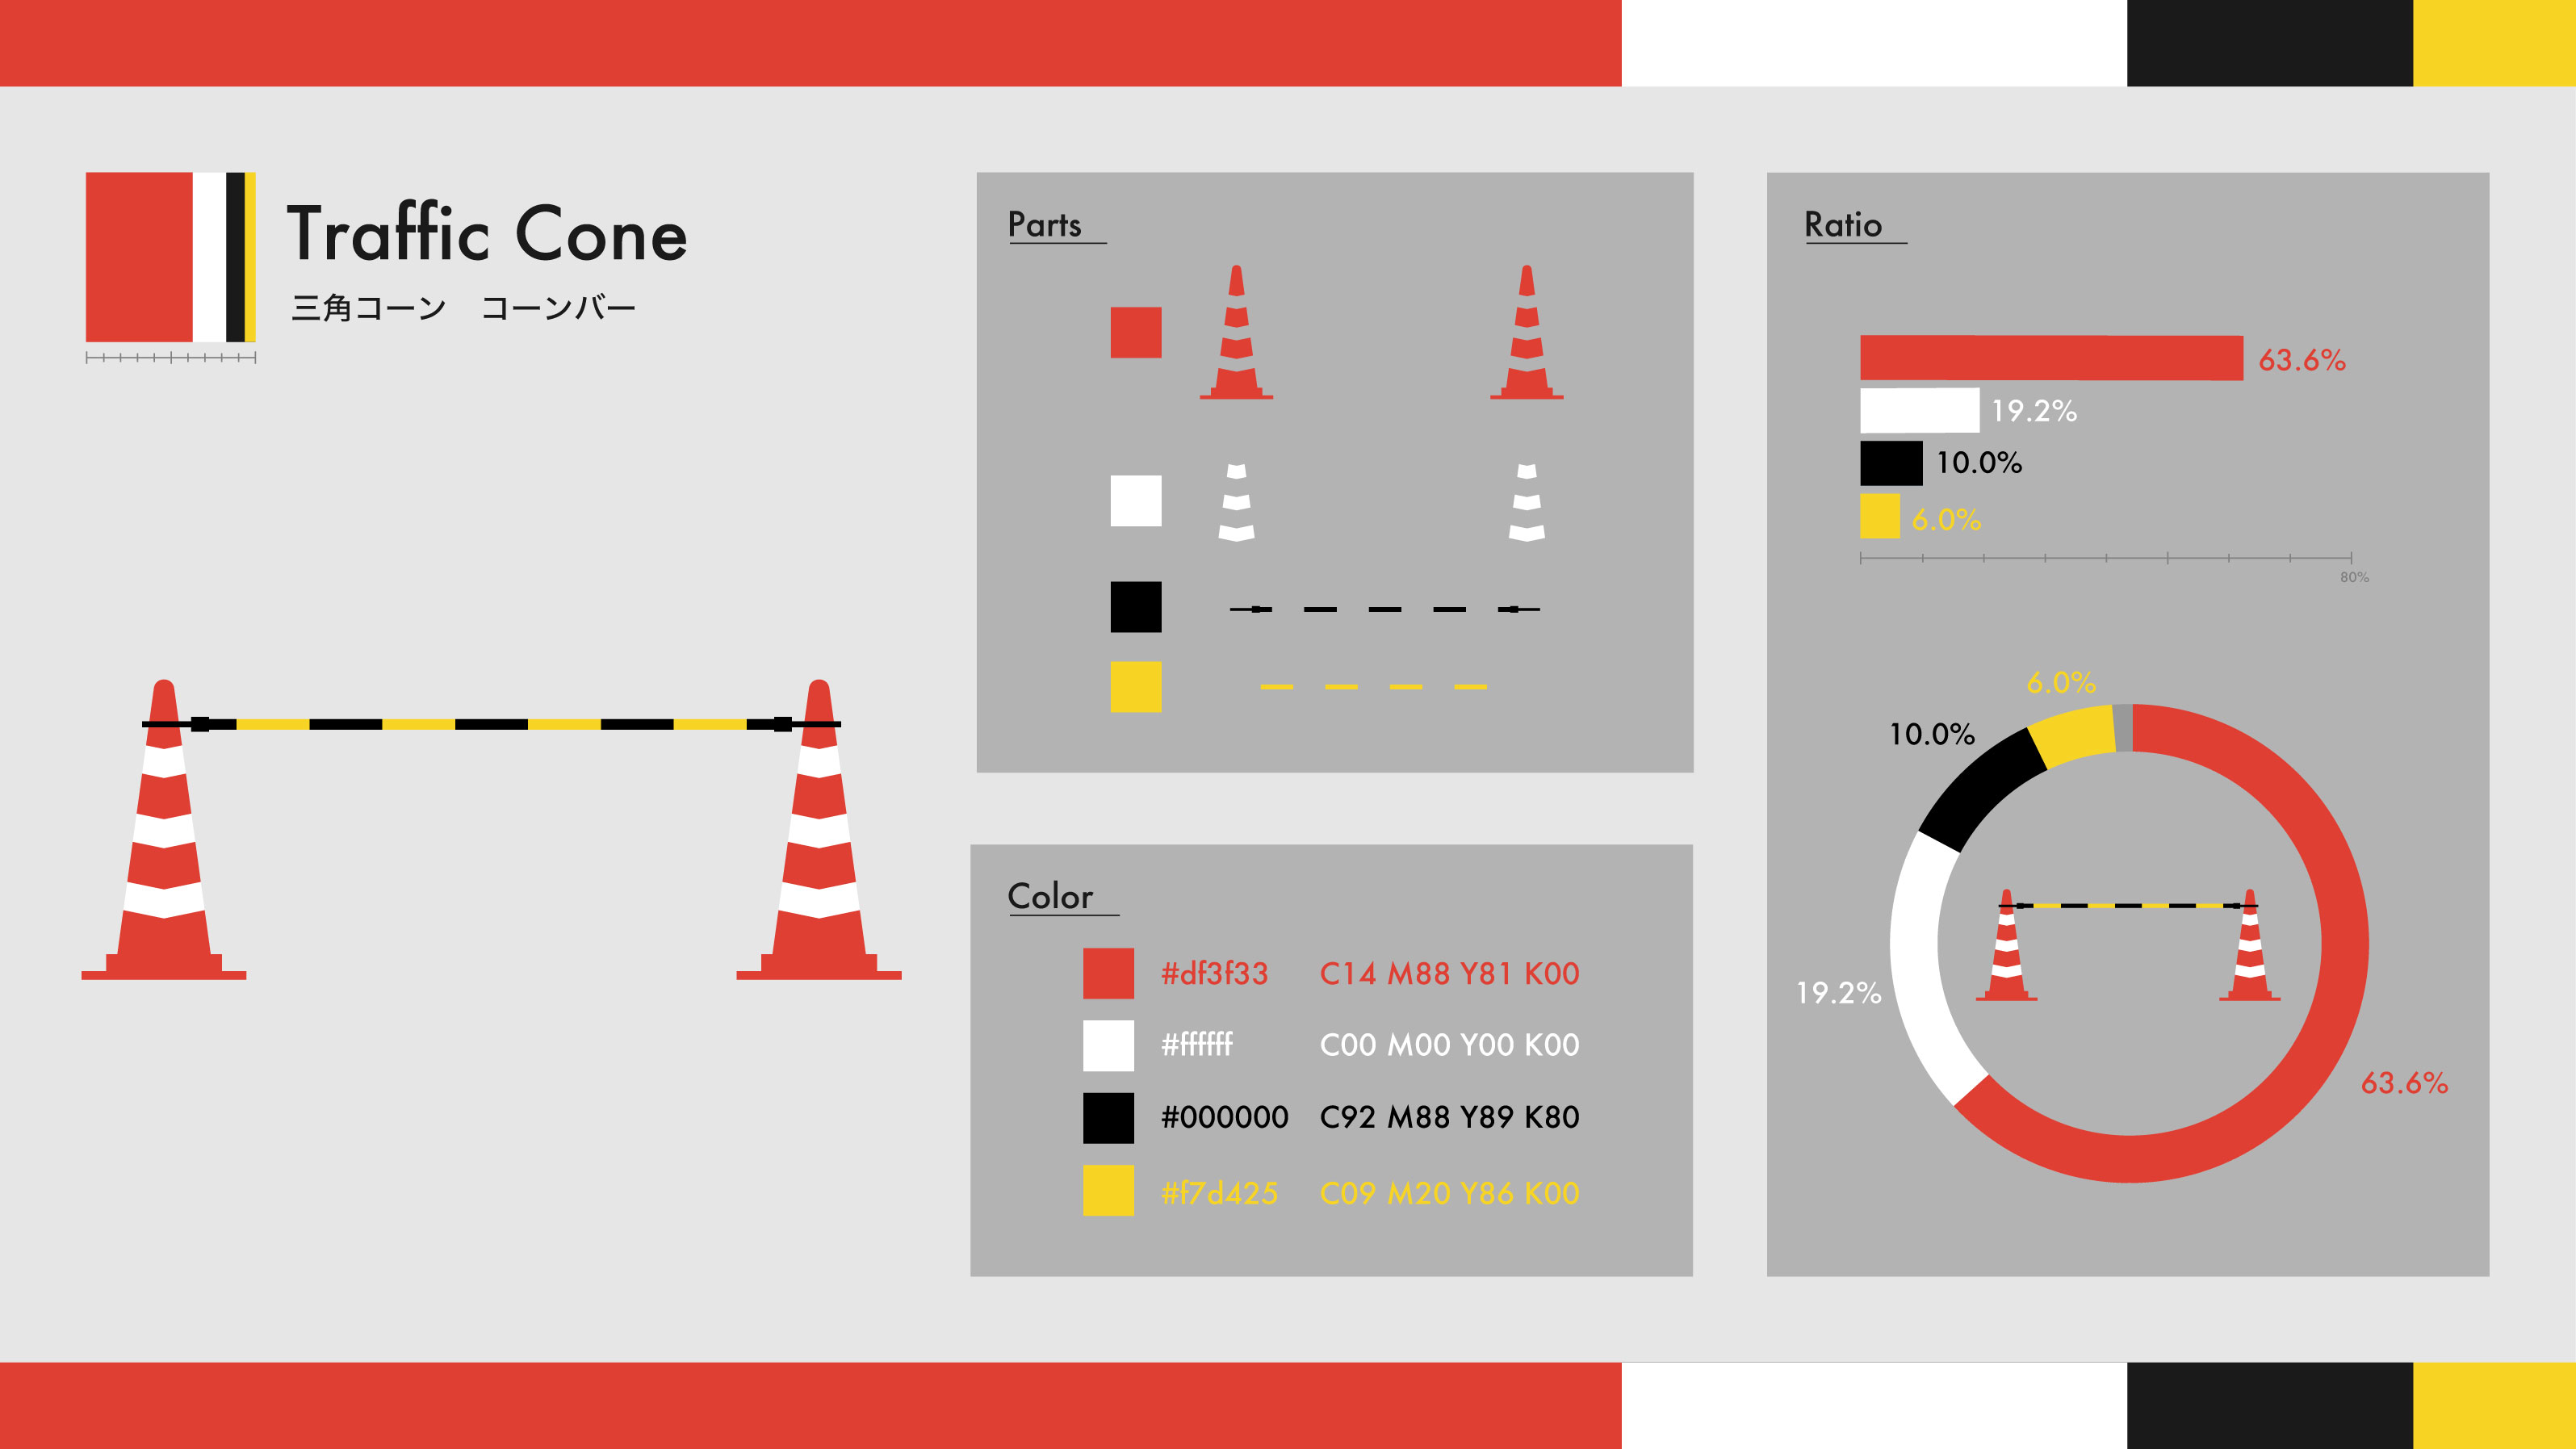 Traffic Cone
三角コーン　コーンバー
Parts
Color
#df3f33 C14 M88 Y81 K00
#ffffff C00 M00 Y00 K00
#000000 C92 M88 Y89 K80
#f7d425 C09 M20 Y86 K00
Ratio
63.6%
19.2%
10.0%
6.0%
80%
6.0%
10.0%
19.2%
63.6%